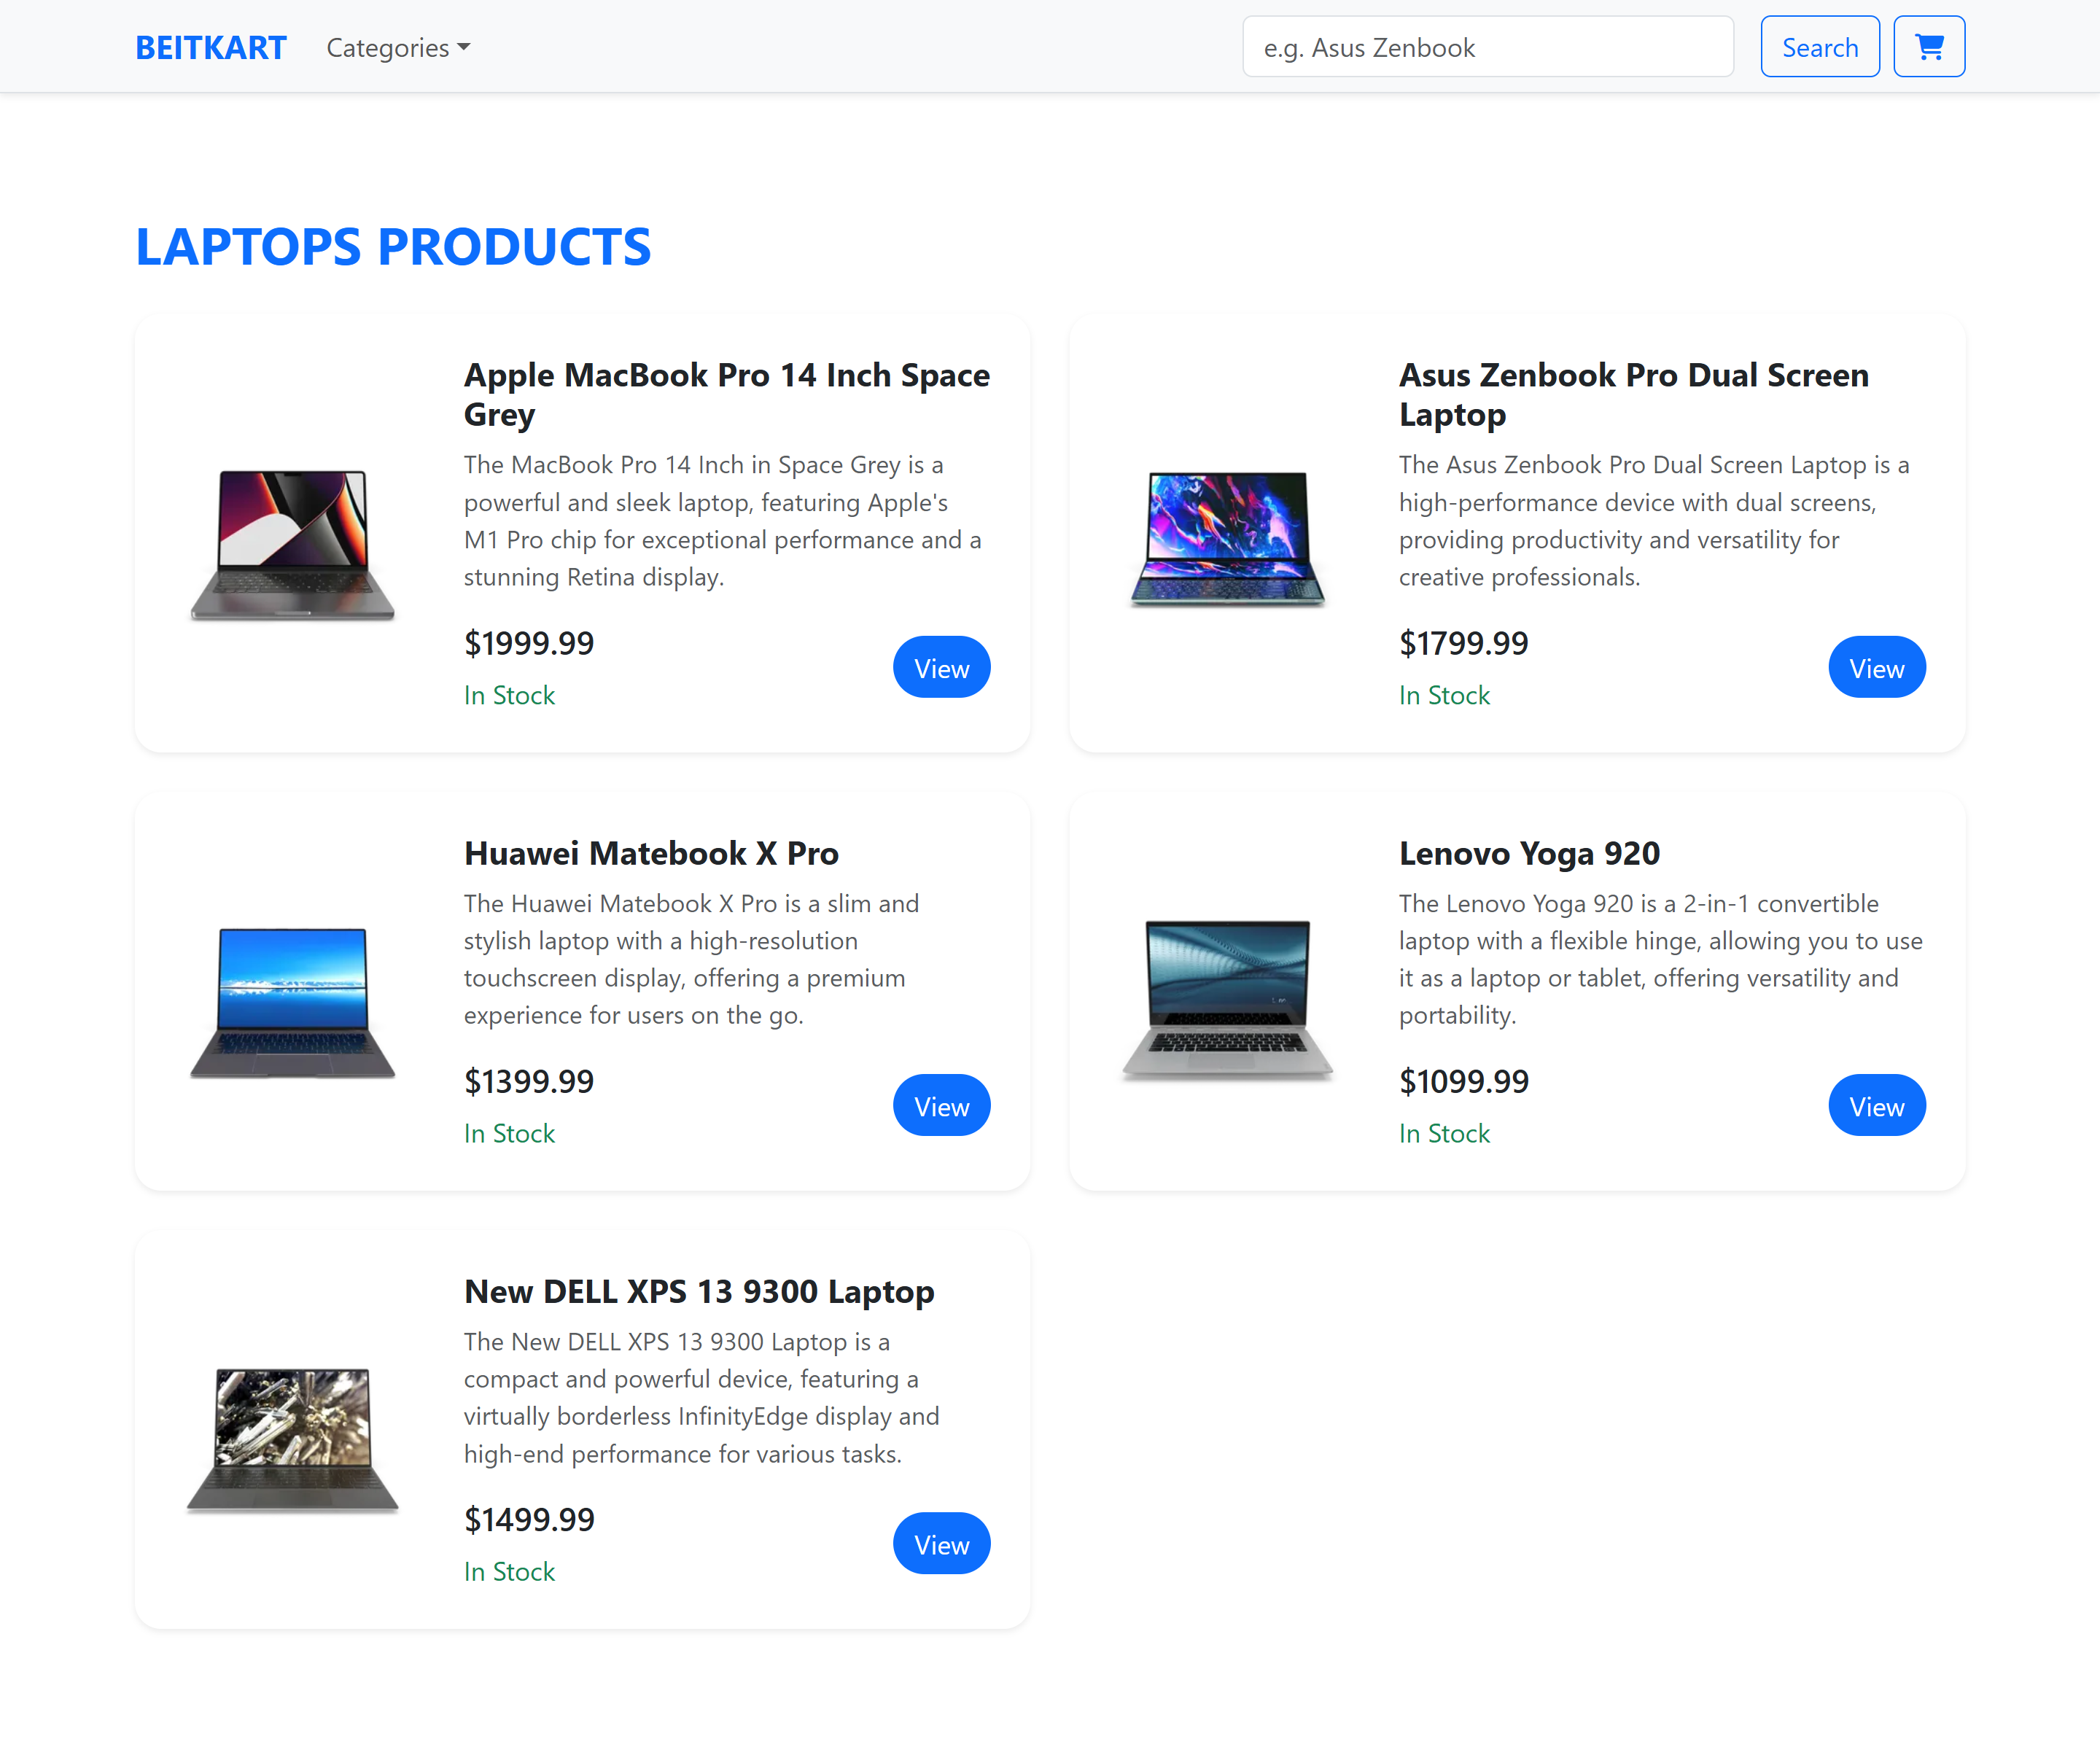 BEITKART
Categories
e.g. Asus Zenbook
Search
LAPTOPS PRODUCTS
Apple MacBook Pro 14 Inch Space
Grey
The MacBook Pro 14 Inch in Space Grey is a
powerful and sleek laptop, featuring Apple's
M1 Pro chip for exceptional performance and a
stunning Retina display.
$1999.99
In Stock
View
Asus Zenbook Pro Dual Screen
Laptop
The Asus Zenbook Pro Dual Screen Laptop is a
high-performance device with dual screens,
providing productivity and versatility for
creative professionals.
$1799.99
In Stock
View
Huawei Matebook X Pro
The Huawei Matebook X Pro is a slim and
stylish laptop with a high-resolution
touchscreen display, offering a premium
experience for users on the go.
$1399.99
In Stock
View
Lenovo Yoga 920
The Lenovo Yoga 920 is a 2-in-1 convertible
laptop with a flexible hinge, allowing you to use
it as a laptop or tablet, offering versatility and
portability.
$1099.99
In Stock
View
New DELL XPS 13 9300 Laptop
The New DELL XPS 13 9300 Laptop is a
compact and powerful device, featuring a
virtually borderless InfinityEdge display and
high-end performance for various tasks.
$1499.99
In Stock
View